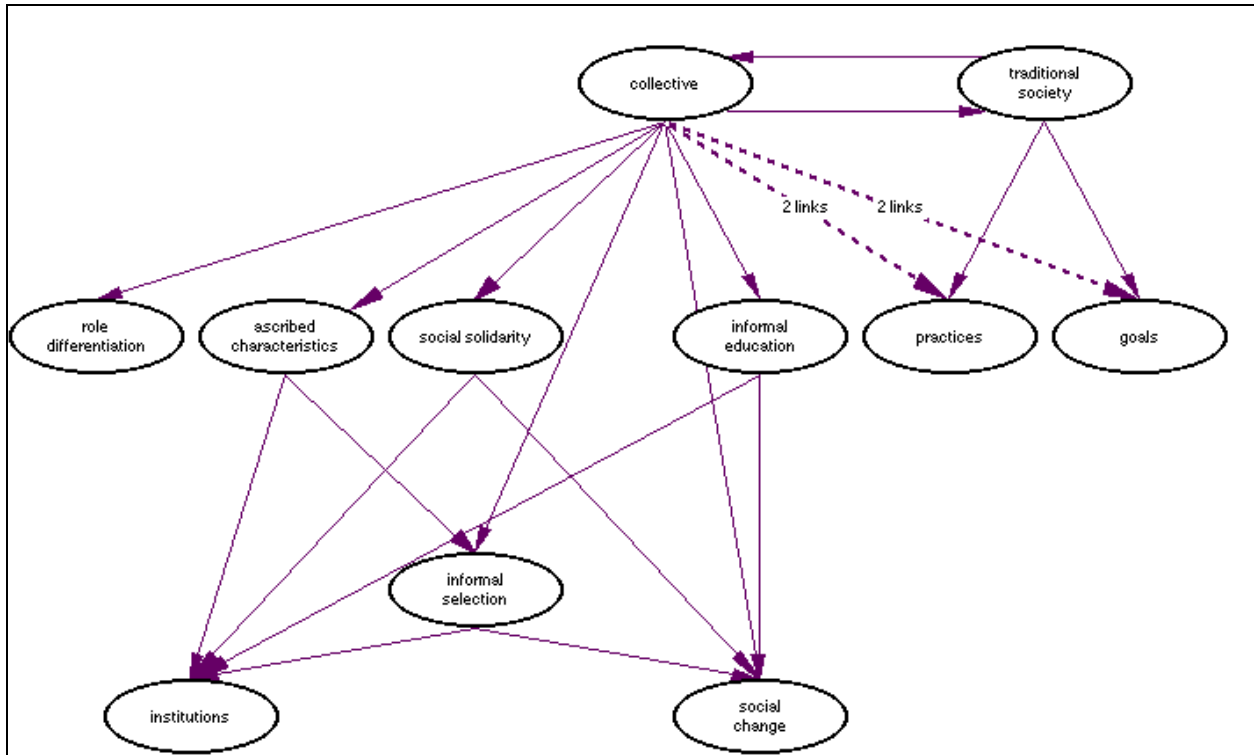 collective
traditional
society
2 links
2 links
role
differentiation
ascribed
characteristics
social solidarity
informal
education
practices
goals
informal
selection
institutions
social
change